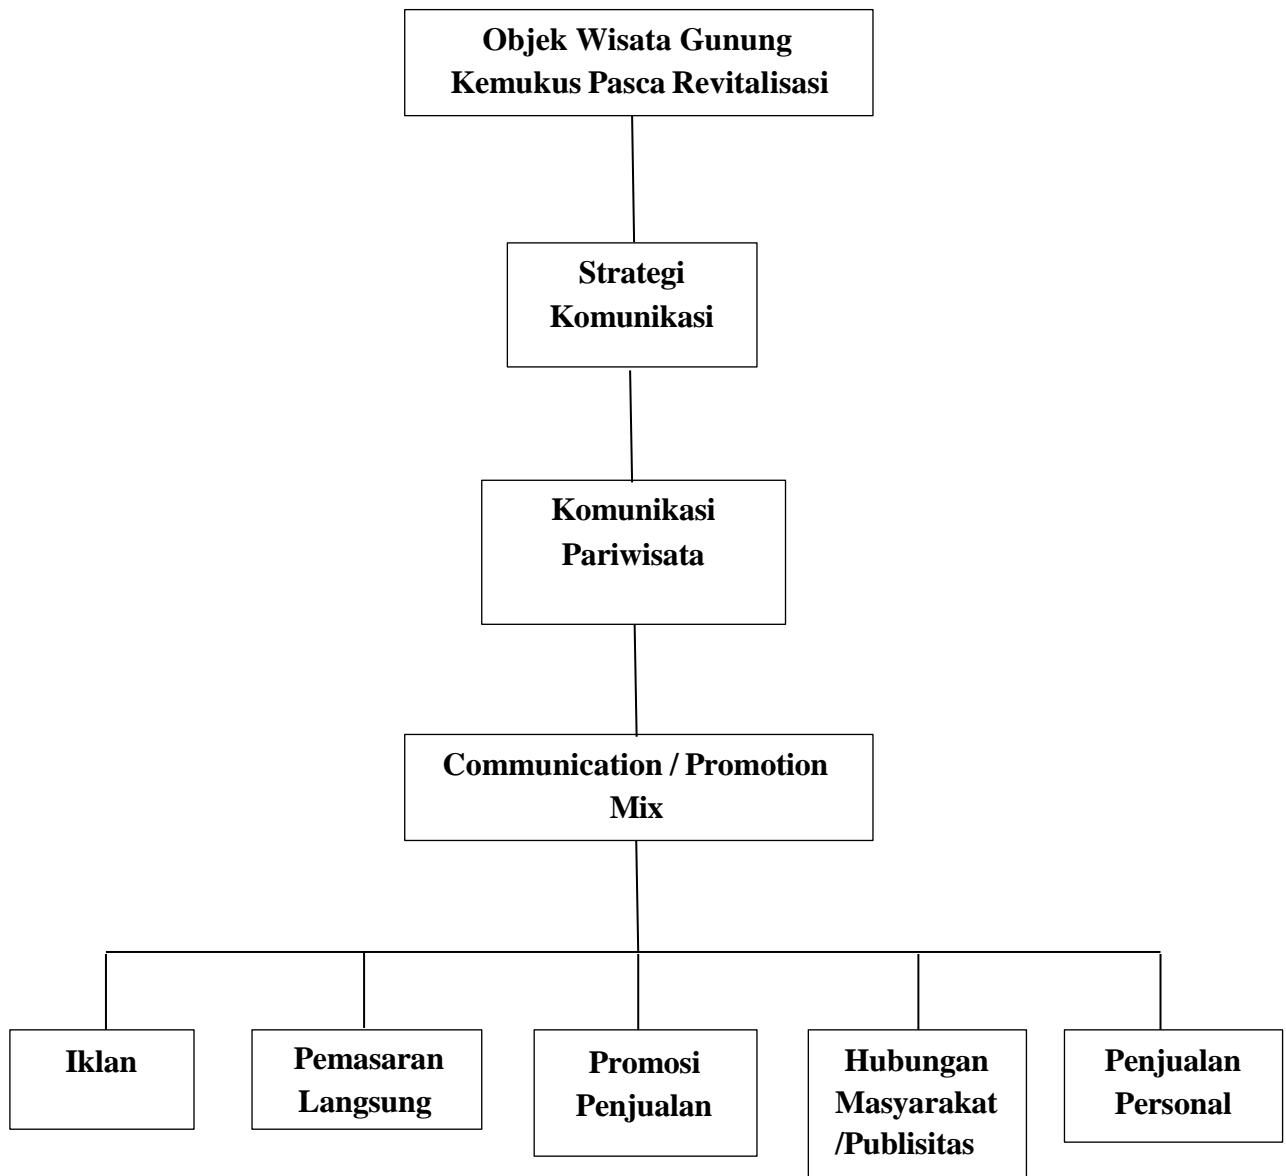 Objek Wisata Gunung
Kemukus Pasca Revitalisasi
Strategi
Komunikasi
Komunikasi
Pariwisata
Communication / Promotion
Mix
Iklan
Pemasaran
Langsung
Promosi
Penjualan
Hubungan
Masyarakat
/Publisitas
Penjualan
Personal